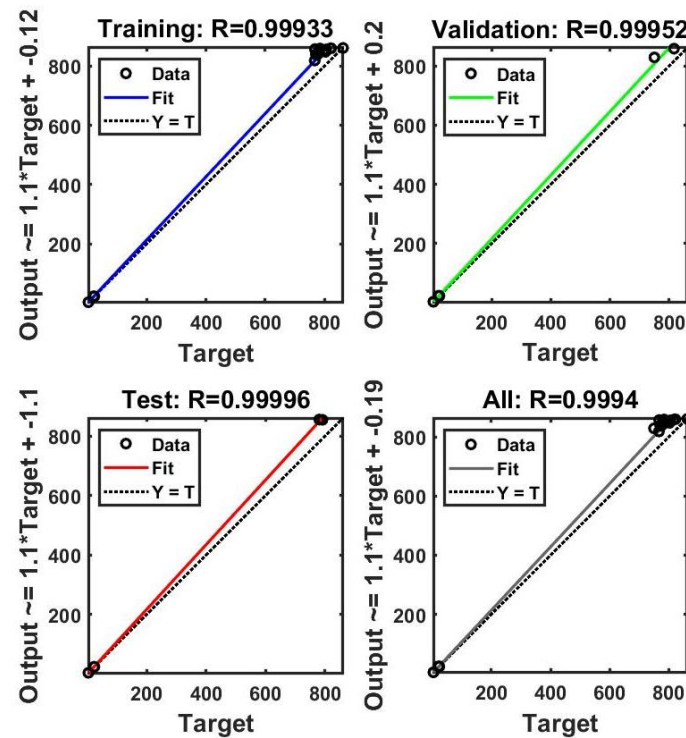 Training: R=0.99933
Output ~= 1.1*Target + -0.12
800
600
400
200
Data
Fit
Y = T
200 400 600 800
Target
Validation: R=0.99952
Output ~= 1.1*Target + 0.2
800
600
400
200
Data
Fit
Y = T
200 400 600 800
Target
Test: R=0.99996
Output ~= 1.1*Target + -1.1
800
600
400
200
Data
Fit
Y = T
200 400 600 800
Target
All: R=0.9994
Output ~= 1.1*Target + -0.19
800
600
400
200
Data
Fit
Y = T
200 400 600 800
Target